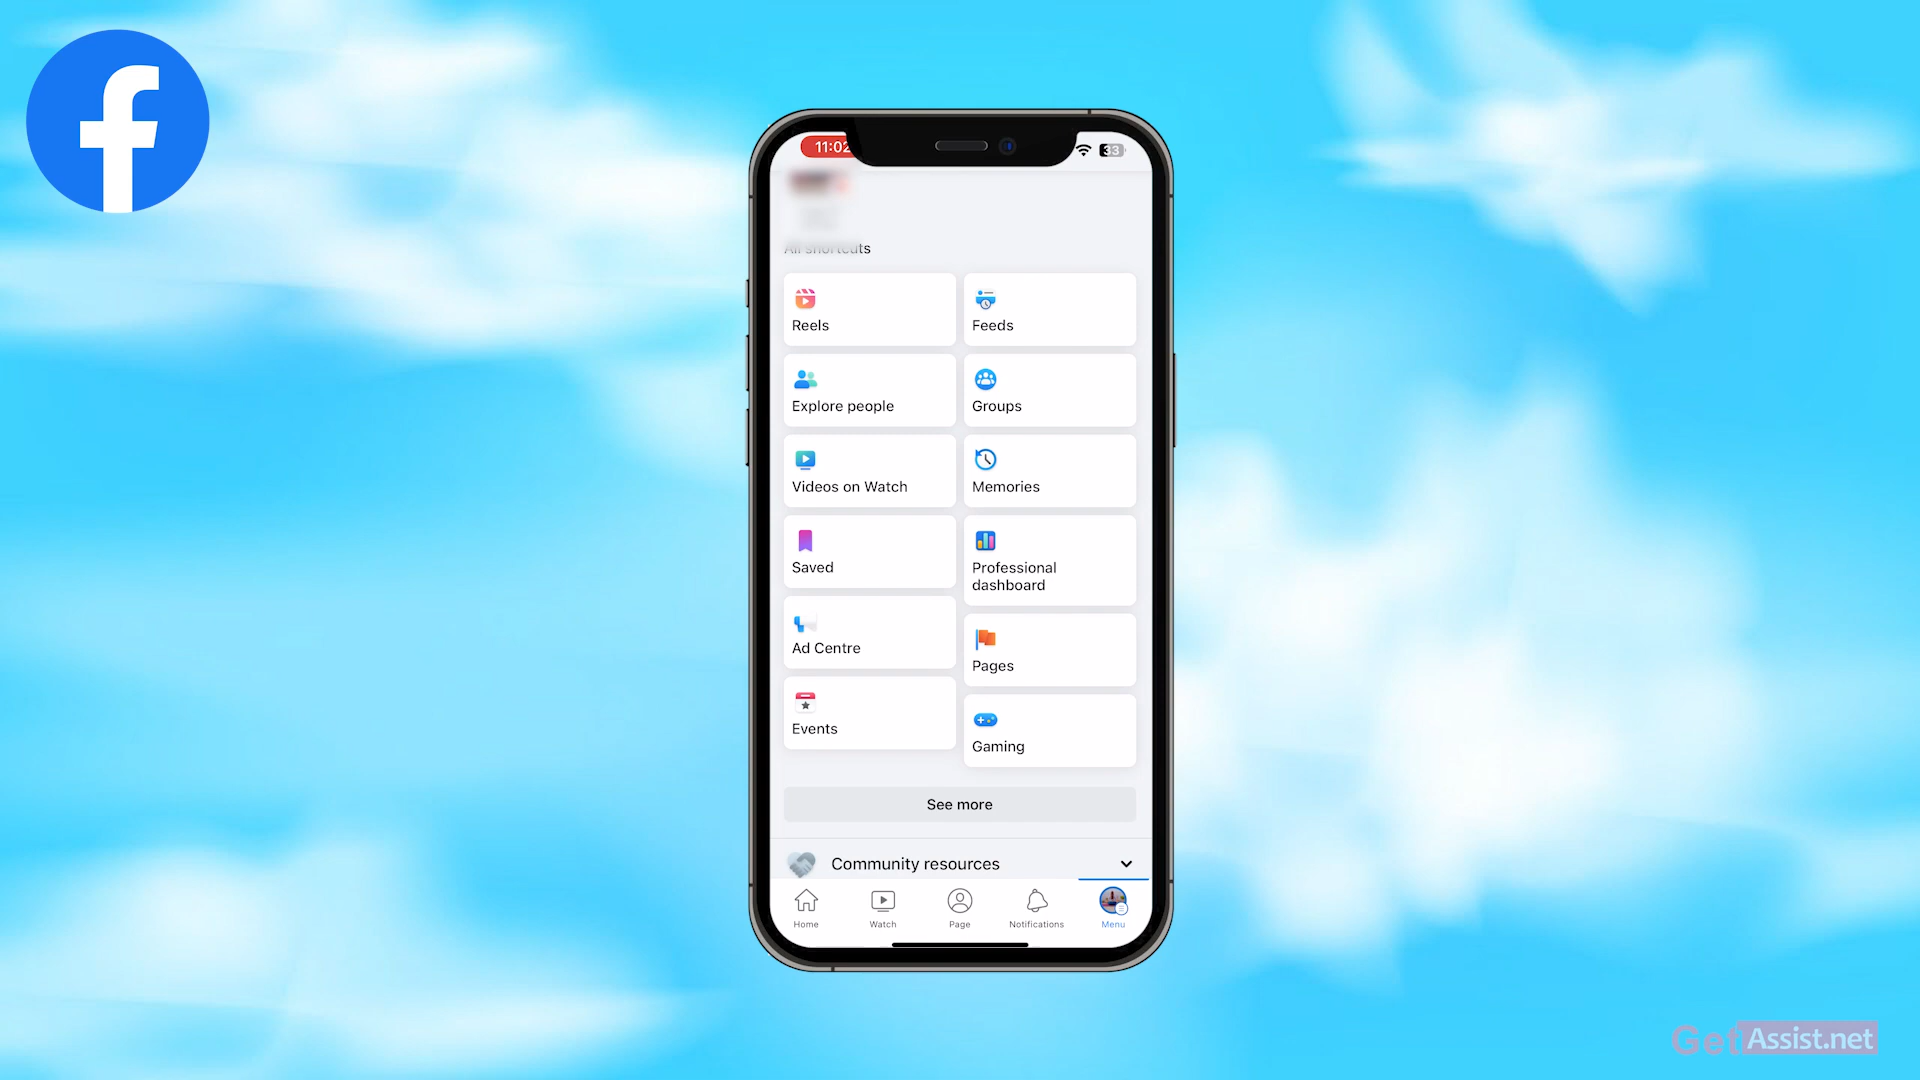 11:02
33
All shortcuts
Reels
Feeds
Explore people
Groups
Videos on Watch
Memories
Saved
Professional
dashboard
Ad Centre
Pages
Events
Gaming
See more
Community resources
Home
Watch
Page
Notifications
Menu
GetAssist.net